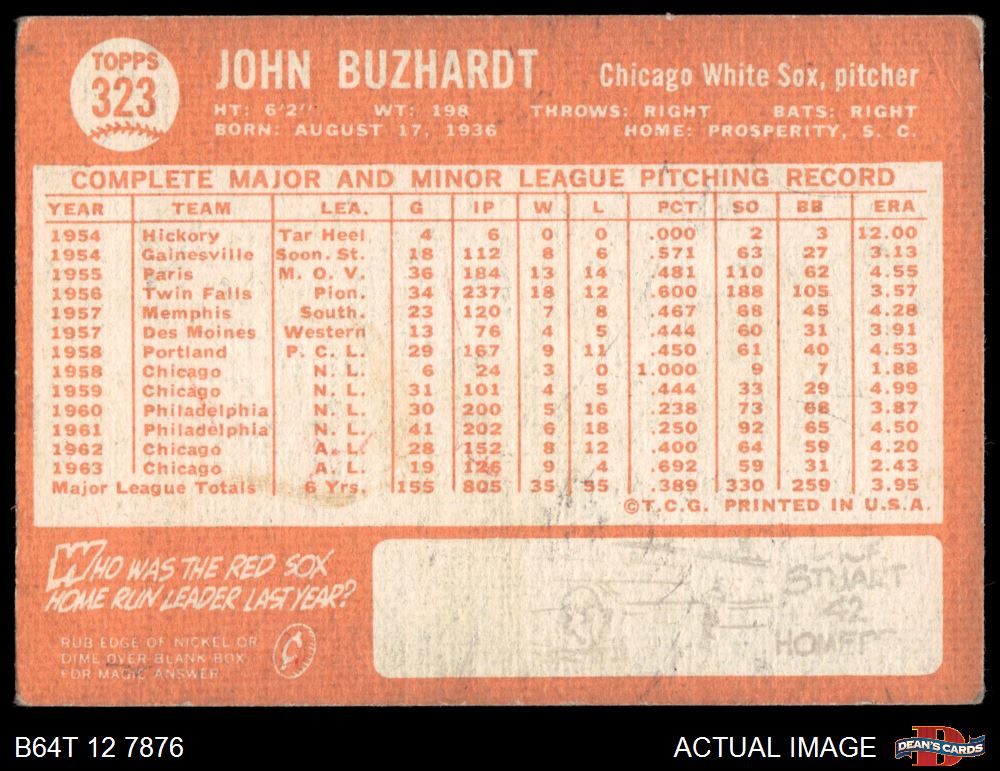 TOPPS
323
JOHN BUZHARDT
Chicago White Sox, pitcher
HT: 6'2" WT: 198 THROWS: RIGHT BATS: RIGHT
BORN: AUGUST 17, 1936 HOME: PROSPERITY, S. C.
COMPLETE MAJOR AND MINOR LEAGUE PITCHING RECORD
YEAR TEAM LEA. G IP W L PCT SO BB ERA
1954 Hickory Tar Heel 4 6 0 0 .000 2 3 12.00
1954 Gainesville Soon. St. 18 112 8 6 .571 63 27 3.13
1955 Paris M. O. V. 36 184 13 14 .481 110 62 4.55
1956 Twin Falls Pion. 34 237 18 12 .600 188 105 3.57
1957 Memphis South. 23 120 7 8 .467 68 45 4.28
1957 Des Moines Western 13 76 4 5 .444 60 31 3.91
1958 Portland P. C. L. 29 167 9 11 .450 61 40 4.53
1958 Chicago N. L. 6 24 3 0 1.000 9 7 1.88
1959 Chicago N. L. 31 101 4 5 .444 33 29 4.99
1960 Philadelphia N. L. 30 200 5 16 .238 73 68 3.87
1961 Philadelphia N. L. 41 202 6 18 .250 92 65 4.50
1962 Chicago A. L. 28 152 8 12 .400 64 59 4.20
1963 Chicago A. L. 19 126 9 4 .692 59 31 2.43
Major League Totals 6 Yrs. 155 805 35 55 .389 330 259 3.95
©T.C.G. PRINTED IN U.S.A.
WHO WAS THE RED SOX
HOME RUN LEADER LAST YEAR?
RUB EDGE OF NICKEL OR
DIME OVER BLANK BOX
FOR MAGIC ANSWER
STUART
42
B64T 12 7876
ACTUAL IMAGE
DEAN'S CARDS